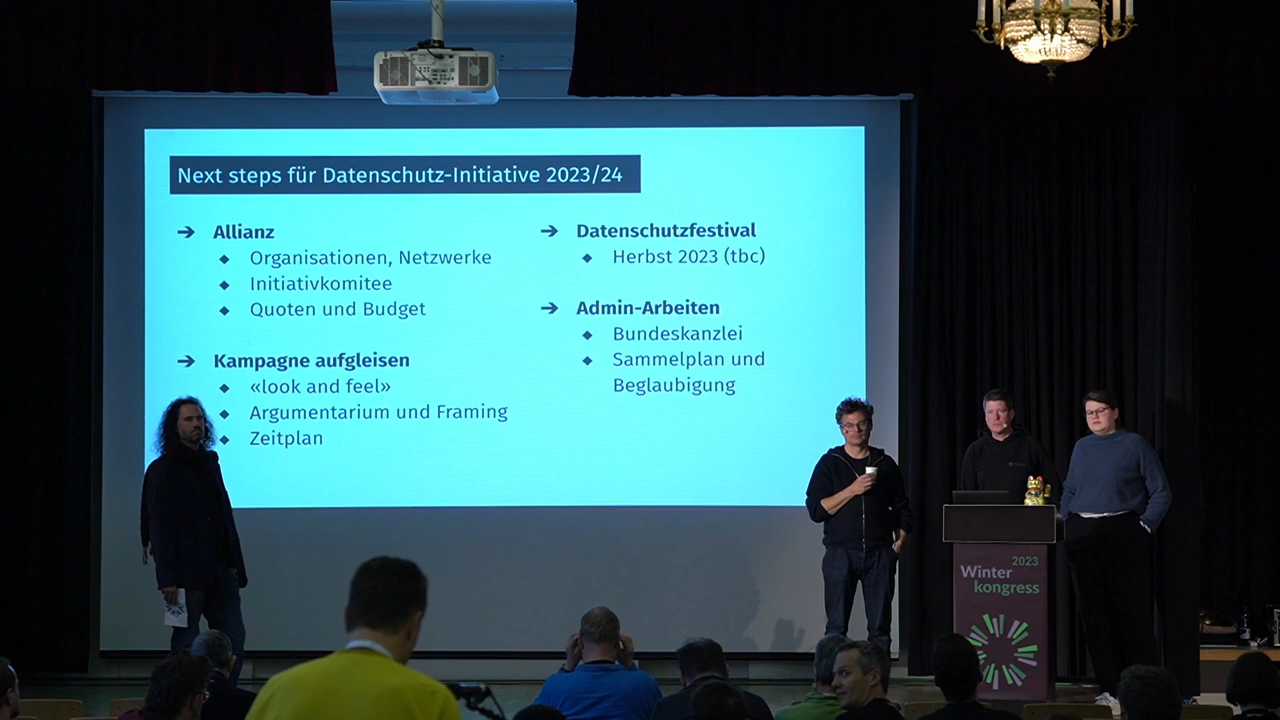 Next steps für Datenschutz-Initiative 2023/24
➔ Allianz
◆ Organisationen, Netzwerke
◆ Initiativkomitee
◆ Quoten und Budget
➔ Kampagne aufgleisen
◆ «look and feel»
◆ Argumentarium und Framing
◆ Zeitplan
➔ Datenschutzfestival
◆ Herbst 2023 (tbc)
➔ Admin-Arbeiten
◆ Bundeskanzlei
◆ Sammelplan und
Beglaubigung
2023
Winter
kongress